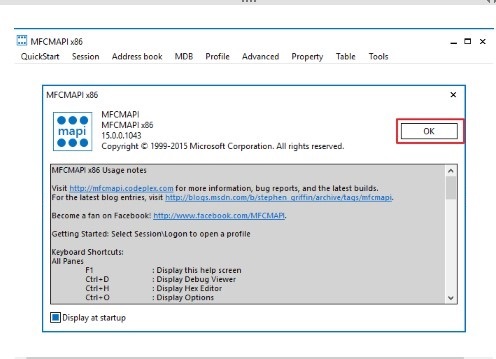 MFCMAPI x86
QuickStart Session Address book MDB Profile Advanced Property Table Tools
MFCMAPI x86
mapi
MFCMAPI
MFCMAPI x86
15.0.0.1043
Copyright © 1999-2015 Microsoft Corporation. All rights reserved.
OK
MFCMAPI x86 Usage notes
Visit http://mfcmapi.codeplex.com for more information, bug reports, and the latest builds.
For the latest blog entries, visit http://blogs.msdn.com/b/stephen_griffin/archive/tags/mfcmapi.
Become a fan on Facebook! http://www.facebook.com/MFCMAPI.
Getting Started: Select Session\Logon to open a profile
Keyboard Shortcuts:
All Panes
F1 : Display this help screen
Ctrl+D : Display Debug Viewer
Ctrl+H : Display Hex Editor
Ctrl+O : Display Options
Display at startup